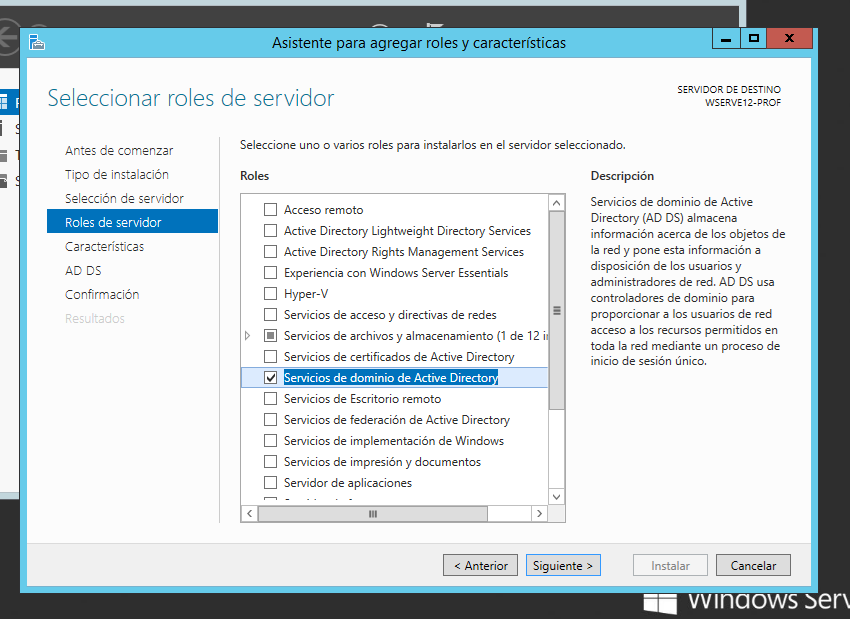 Asistente para agregar roles y características
Seleccionar roles de servidor
SERVIDOR DE DESTINO
WSERVE12-PROF
Antes de comenzar
Tipo de instalación
Selección de servidor
Roles de servidor
Características
AD DS
Confirmación
Resultados
Seleccione uno o varios roles para instalarlos en el servidor seleccionado.
Roles
Acceso remoto
Active Directory Lightweight Directory Services
Active Directory Rights Management Services
Experiencia con Windows Server Essentials
Hyper-V
Servicios de acceso y directivas de redes
Servicios de archivos y almacenamiento (1 de 12 i
Servicios de certificados de Active Directory
Servicios de dominio de Active Directory
Servicios de Escritorio remoto
Servicios de federación de Active Directory
Servicios de implementación de Windows
Servicios de impresión y documentos
Servidor de aplicaciones
Descripción
Servicios de dominio de Active
Directory (AD DS) almacena
información acerca de los objetos de
la red y pone esta información a
disposición de los usuarios y
administradores de red. AD DS usa
controladores de dominio para
proporcionar a los usuarios de red
acceso a los recursos permitidos en
toda la red mediante un proceso de
inicio de sesión único.
< Anterior
Siguiente >
Instalar
Cancelar
Windows Serv